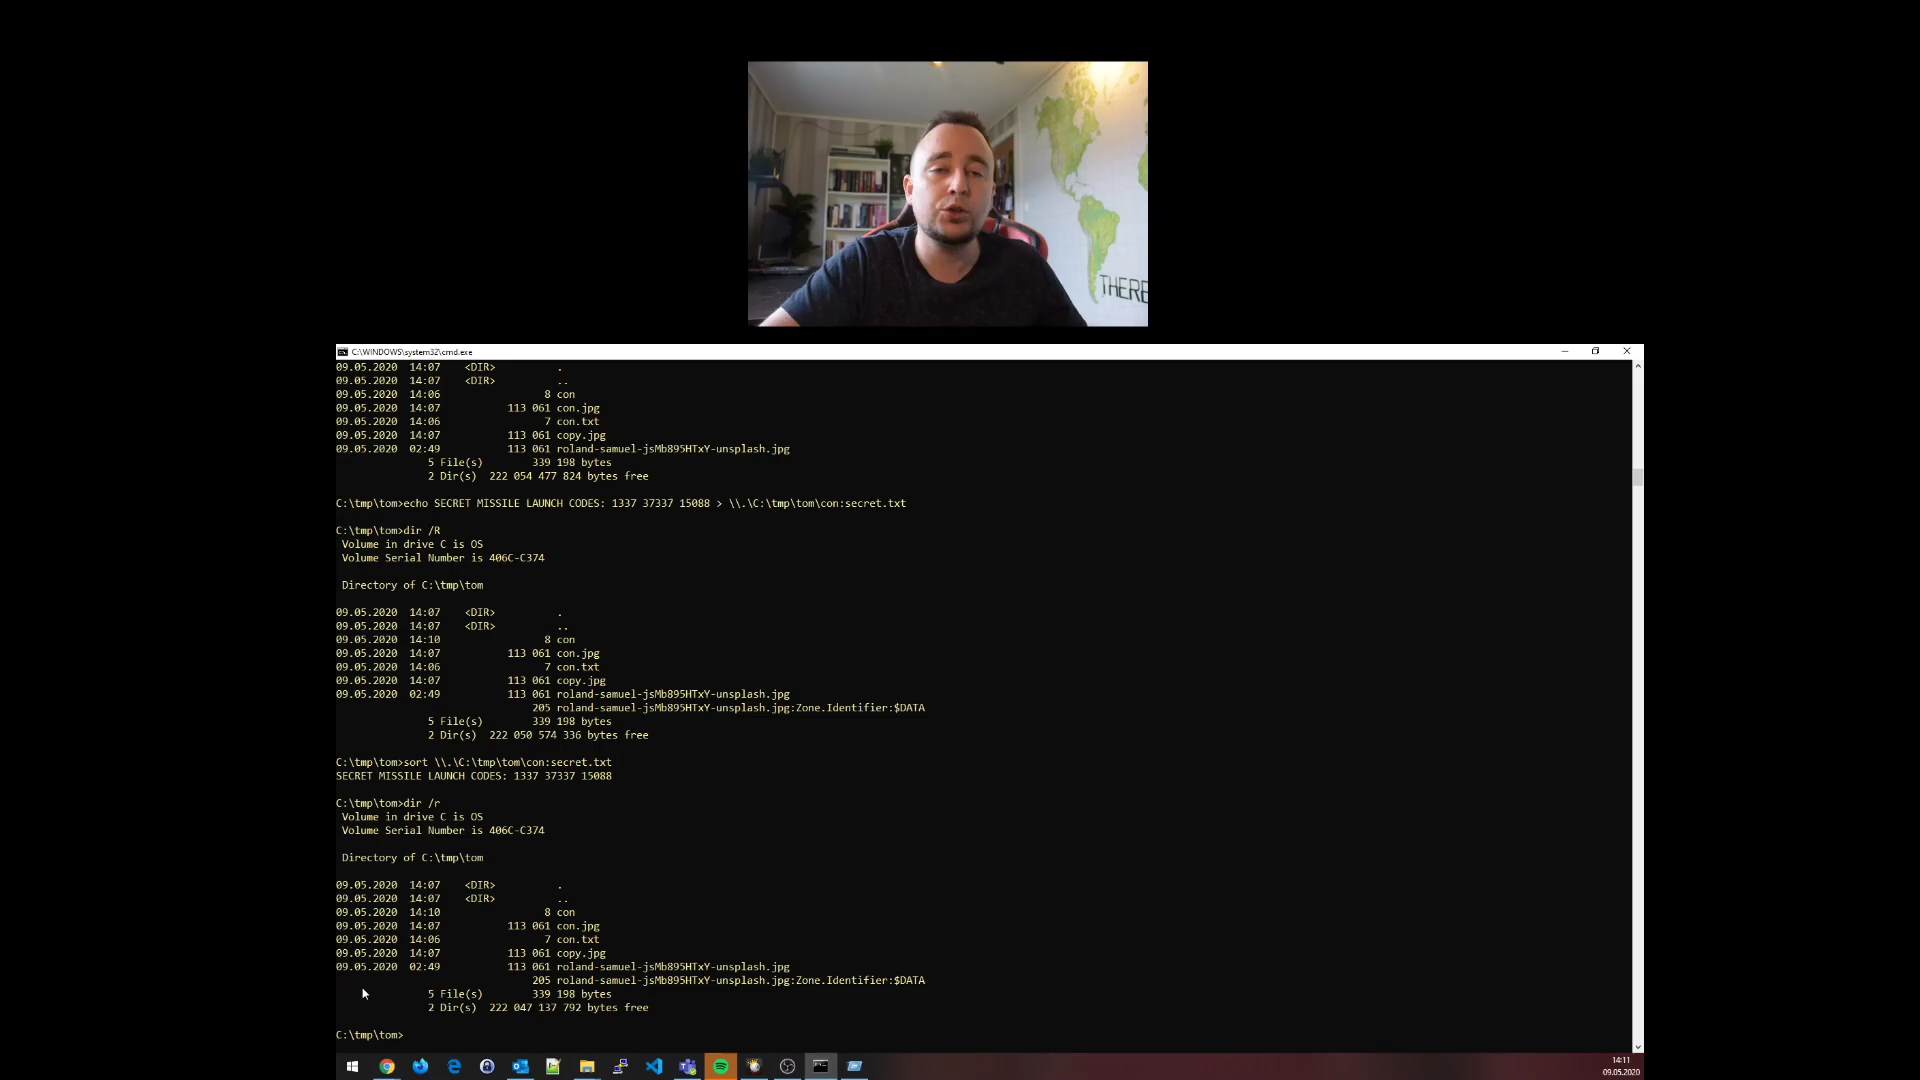 THERE
C:\WINDOWS\system32\cmd.exe
09.05.2020 14:07 <DIR> .
09.05.2020 14:07 <DIR> ..
09.05.2020 14:06 8 con
09.05.2020 14:07 113 061 con.jpg
09.05.2020 14:06 7 con.txt
09.05.2020 14:07 113 061 copy.jpg
09.05.2020 02:49 113 061 roland-samuel-jsMb895HTxY-unsplash.jpg
5 File(s) 339 198 bytes
2 Dir(s) 222 054 477 824 bytes free
C:\tmp\tom>echo SECRET MISSILE LAUNCH CODES: 1337 37337 15088 > \\.\C:\tmp\tom\con:secret.txt
C:\tmp\tom>dir /R
Volume in drive C is OS
Volume Serial Number is 406C-C374
Directory of C:\tmp\tom
09.05.2020 14:07 <DIR> .
09.05.2020 14:07 <DIR> ..
09.05.2020 14:10 8 con
09.05.2020 14:07 113 061 con.jpg
09.05.2020 14:06 7 con.txt
09.05.2020 14:07 113 061 copy.jpg
09.05.2020 02:49 113 061 roland-samuel-jsMb895HTxY-unsplash.jpg
205 roland-samuel-jsMb895HTxY-unsplash.jpg:Zone.Identifier:$DATA
5 File(s) 339 198 bytes
2 Dir(s) 222 050 574 336 bytes free
C:\tmp\tom>sort \\.\C:\tmp\tom\con:secret.txt
SECRET MISSILE LAUNCH CODES: 1337 37337 15088
C:\tmp\tom>dir /r
Volume in drive C is OS
Volume Serial Number is 406C-C374
Directory of C:\tmp\tom
09.05.2020 14:07 <DIR> .
09.05.2020 14:07 <DIR> ..
09.05.2020 14:10 8 con
09.05.2020 14:07 113 061 con.jpg
09.05.2020 14:06 7 con.txt
09.05.2020 14:07 113 061 copy.jpg
09.05.2020 02:49 113 061 roland-samuel-jsMb895HTxY-unsplash.jpg
205 roland-samuel-jsMb895HTxY-unsplash.jpg:Zone.Identifier:$DATA
5 File(s) 339 198 bytes
2 Dir(s) 222 047 137 792 bytes free
C:\tmp\tom>
14:11
09.05.2020